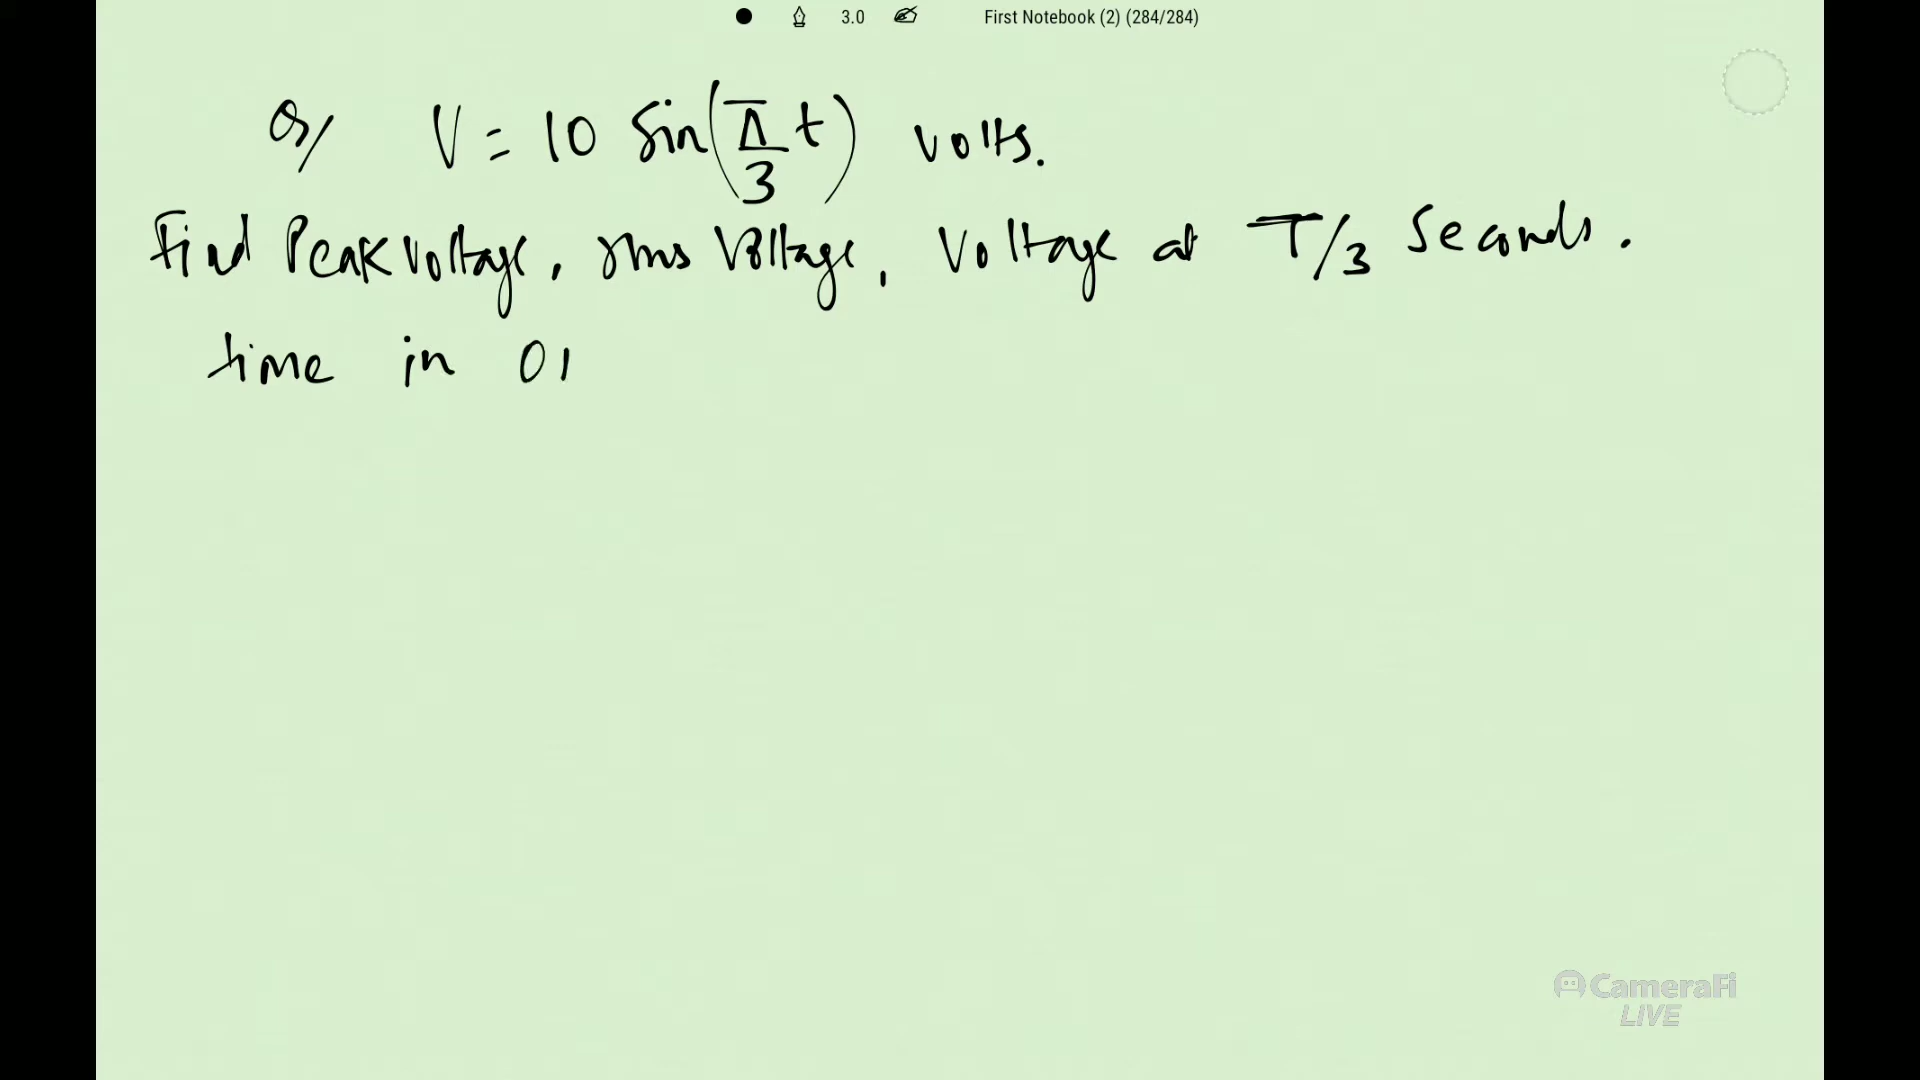 3.0 First Notebook (2) (284/284)
Q/ V = 10 Sin(π/3 t) volts.
Find Peak voltage, rms voltage, Voltage at T/3 Seconds.
time in 01
CameraFi
LIVE